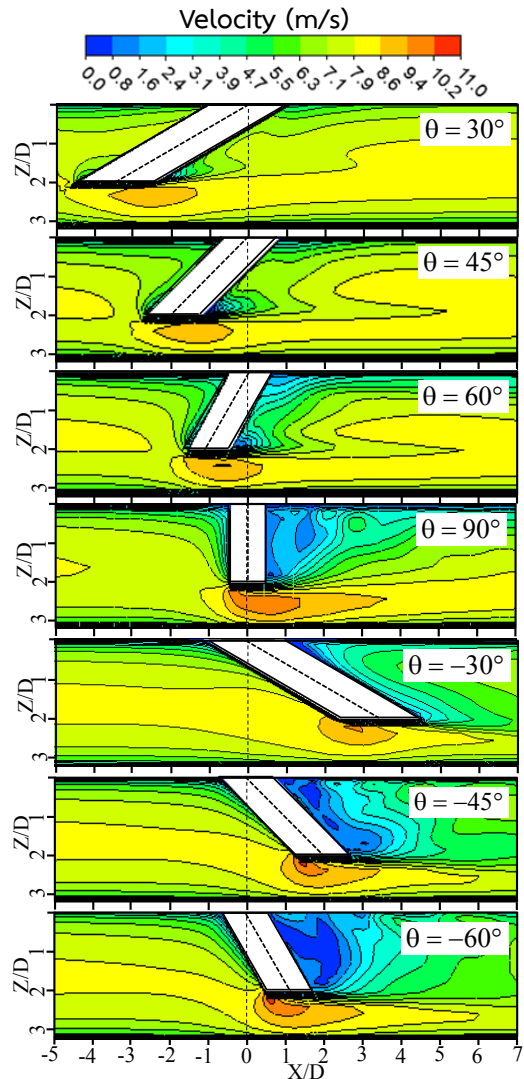 Velocity (m/s)
0.0 0.8 1.6 2.4 3.1 3.9 4.7 5.5 6.3 7.1 7.9 8.6 9.4 10.2 11.0
Z/D 1 2 3 θ = 30°
Z/D 1 2 3 θ = 45°
Z/D 1 2 3 θ = 60°
Z/D 1 2 3 θ = 90°
Z/D 1 2 3 θ = −30°
Z/D 1 2 3 θ = −45°
Z/D 1 2 3 θ = −60°
-5 -4 -3 -2 -1 0 1 2 3 4 5 6 7
X/D